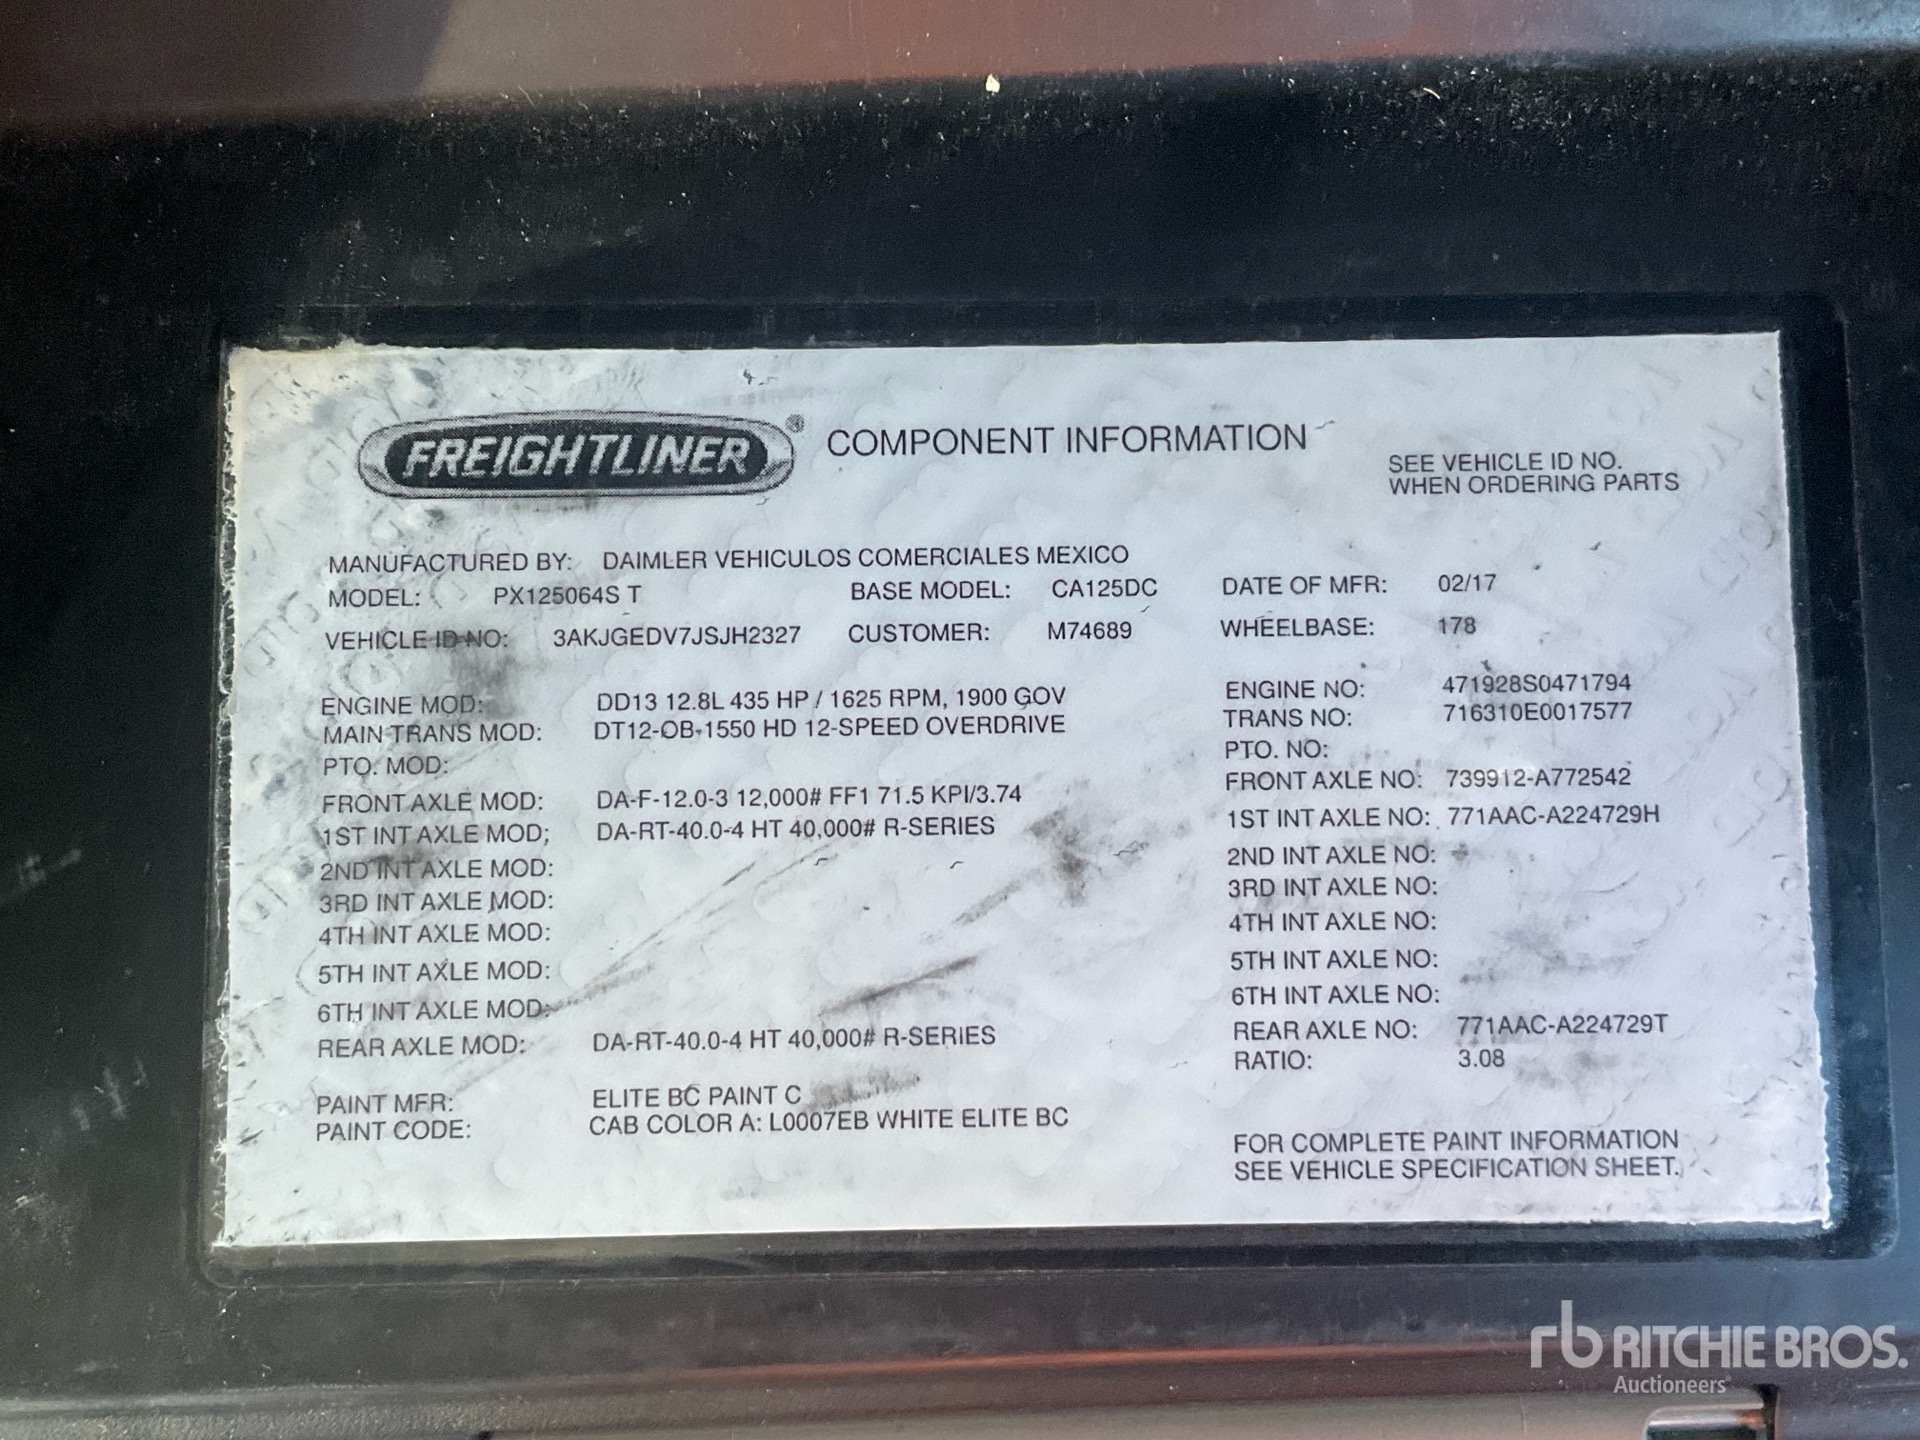 FREIGHTLINER ® COMPONENT INFORMATION
SEE VEHICLE ID NO.
WHEN ORDERING PARTS
MANUFACTURED BY: DAIMLER VEHICULOS COMERCIALES MEXICO
MODEL: PX125064S T BASE MODEL: CA125DC DATE OF MFR: 02/17
VEHICLE ID NO: 3AKJGEDV7JSJH2327 CUSTOMER: M74689 WHEELBASE: 178
ENGINE MOD: DD13 12.8L 435 HP / 1625 RPM, 1900 GOV ENGINE NO: 471928S0471794
MAIN TRANS MOD: DT12-OB-1550 HD 12-SPEED OVERDRIVE TRANS NO: 716310E0017577
PTO. MOD: PTO. NO:
FRONT AXLE MOD: DA-F-12.0-3 12,000# FF1 71.5 KPI/3.74 FRONT AXLE NO: 739912-A772542
1ST INT AXLE MOD; DA-RT-40.0-4 HT 40,000# R-SERIES 1ST INT AXLE NO: 771AAC-A224729H
2ND INT AXLE MOD: 2ND INT AXLE NO:
3RD INT AXLE MOD: 3RD INT AXLE NO:
4TH INT AXLE MOD: 4TH INT AXLE NO:
5TH INT AXLE MOD: 5TH INT AXLE NO:
6TH INT AXLE MOD: 6TH INT AXLE NO:
REAR AXLE MOD: DA-RT-40.0-4 HT 40,000# R-SERIES REAR AXLE NO: 771AAC-A224729T
RATIO: 3.08
PAINT MFR: ELITE BC PAINT C
PAINT CODE: CAB COLOR A: L0007EB WHITE ELITE BC
FOR COMPLETE PAINT INFORMATION
SEE VEHICLE SPECIFICATION SHEET.
rb RITCHIE BROS.
Auctioneers